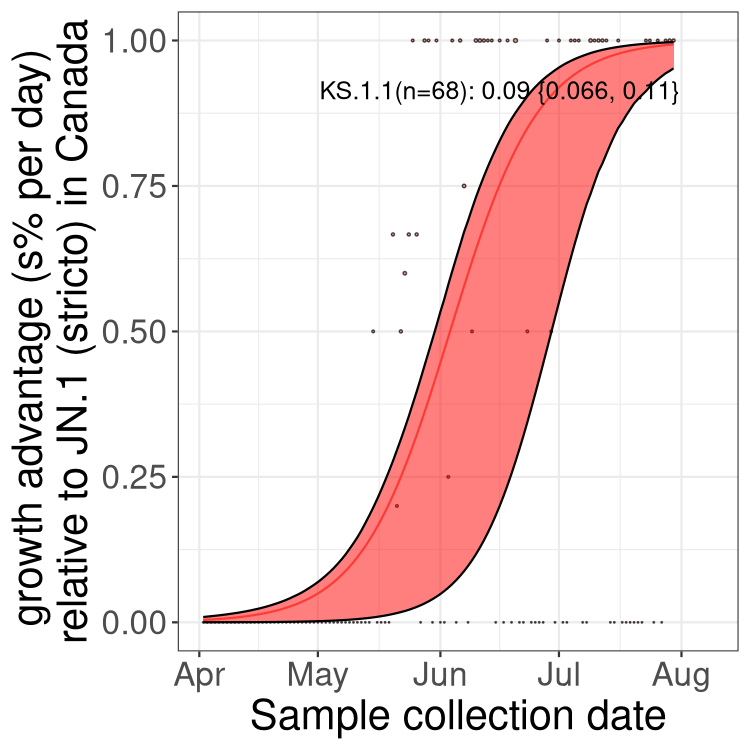 growth advantage (s% per day)
relative to JN.1 (stricto) in Canada
1.00
0.75
0.50
0.25
0.00
KS.1.1(n=68): 0.09 {0.066, 0.11}
Apr May Jun Jul Aug
Sample collection date